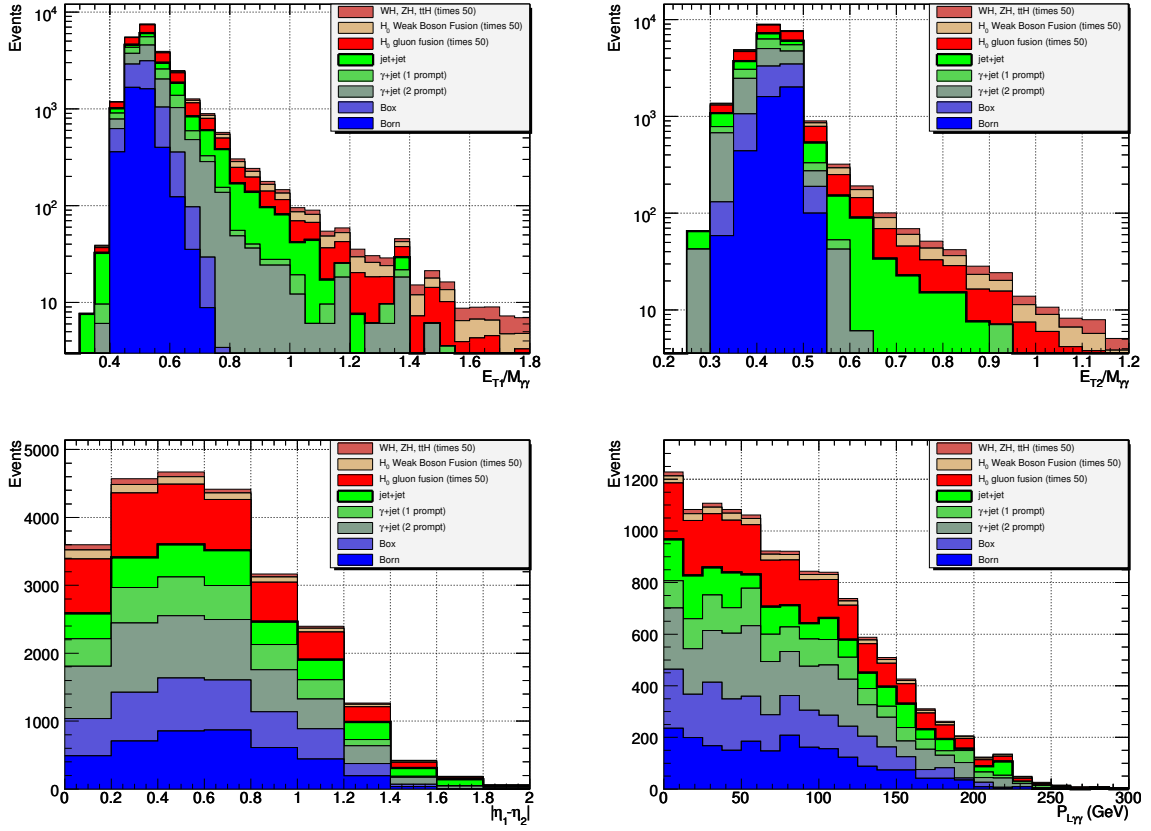 Events
10⁴
10³
10²
10
WH, ZH, ttH (times 50)
H₀ Weak Boson Fusion (times 50)
H₀ gluon fusion (times 50)
jet+jet
γ+jet (1 prompt)
γ+jet (2 prompt)
Box
Born
0.4 0.6 0.8 1 1.2 1.4 1.6 1.8
E_T1/M_γγ
Events
10⁴
10³
10²
10
WH, ZH, ttH (times 50)
H₀ Weak Boson Fusion (times 50)
H₀ gluon fusion (times 50)
jet+jet
γ+jet (1 prompt)
γ+jet (2 prompt)
Box
Born
0.2 0.3 0.4 0.5 0.6 0.7 0.8 0.9 1 1.1 1.2
E_T2/M_γγ
Events
5000
4000
3000
2000
1000
0
WH, ZH, ttH (times 50)
H₀ Weak Boson Fusion (times 50)
H₀ gluon fusion (times 50)
jet+jet
γ+jet (1 prompt)
γ+jet (2 prompt)
Box
Born
0 0.2 0.4 0.6 0.8 1 1.2 1.4 1.6 1.8 2
|η₁-η₂|
Events
1200
1000
800
600
400
200
0
WH, ZH, ttH (times 50)
H₀ Weak Boson Fusion (times 50)
H₀ gluon fusion (times 50)
jet+jet
γ+jet (1 prompt)
γ+jet (2 prompt)
Box
Born
0 50 100 150 200 250 300
P_Lγγ (GeV)